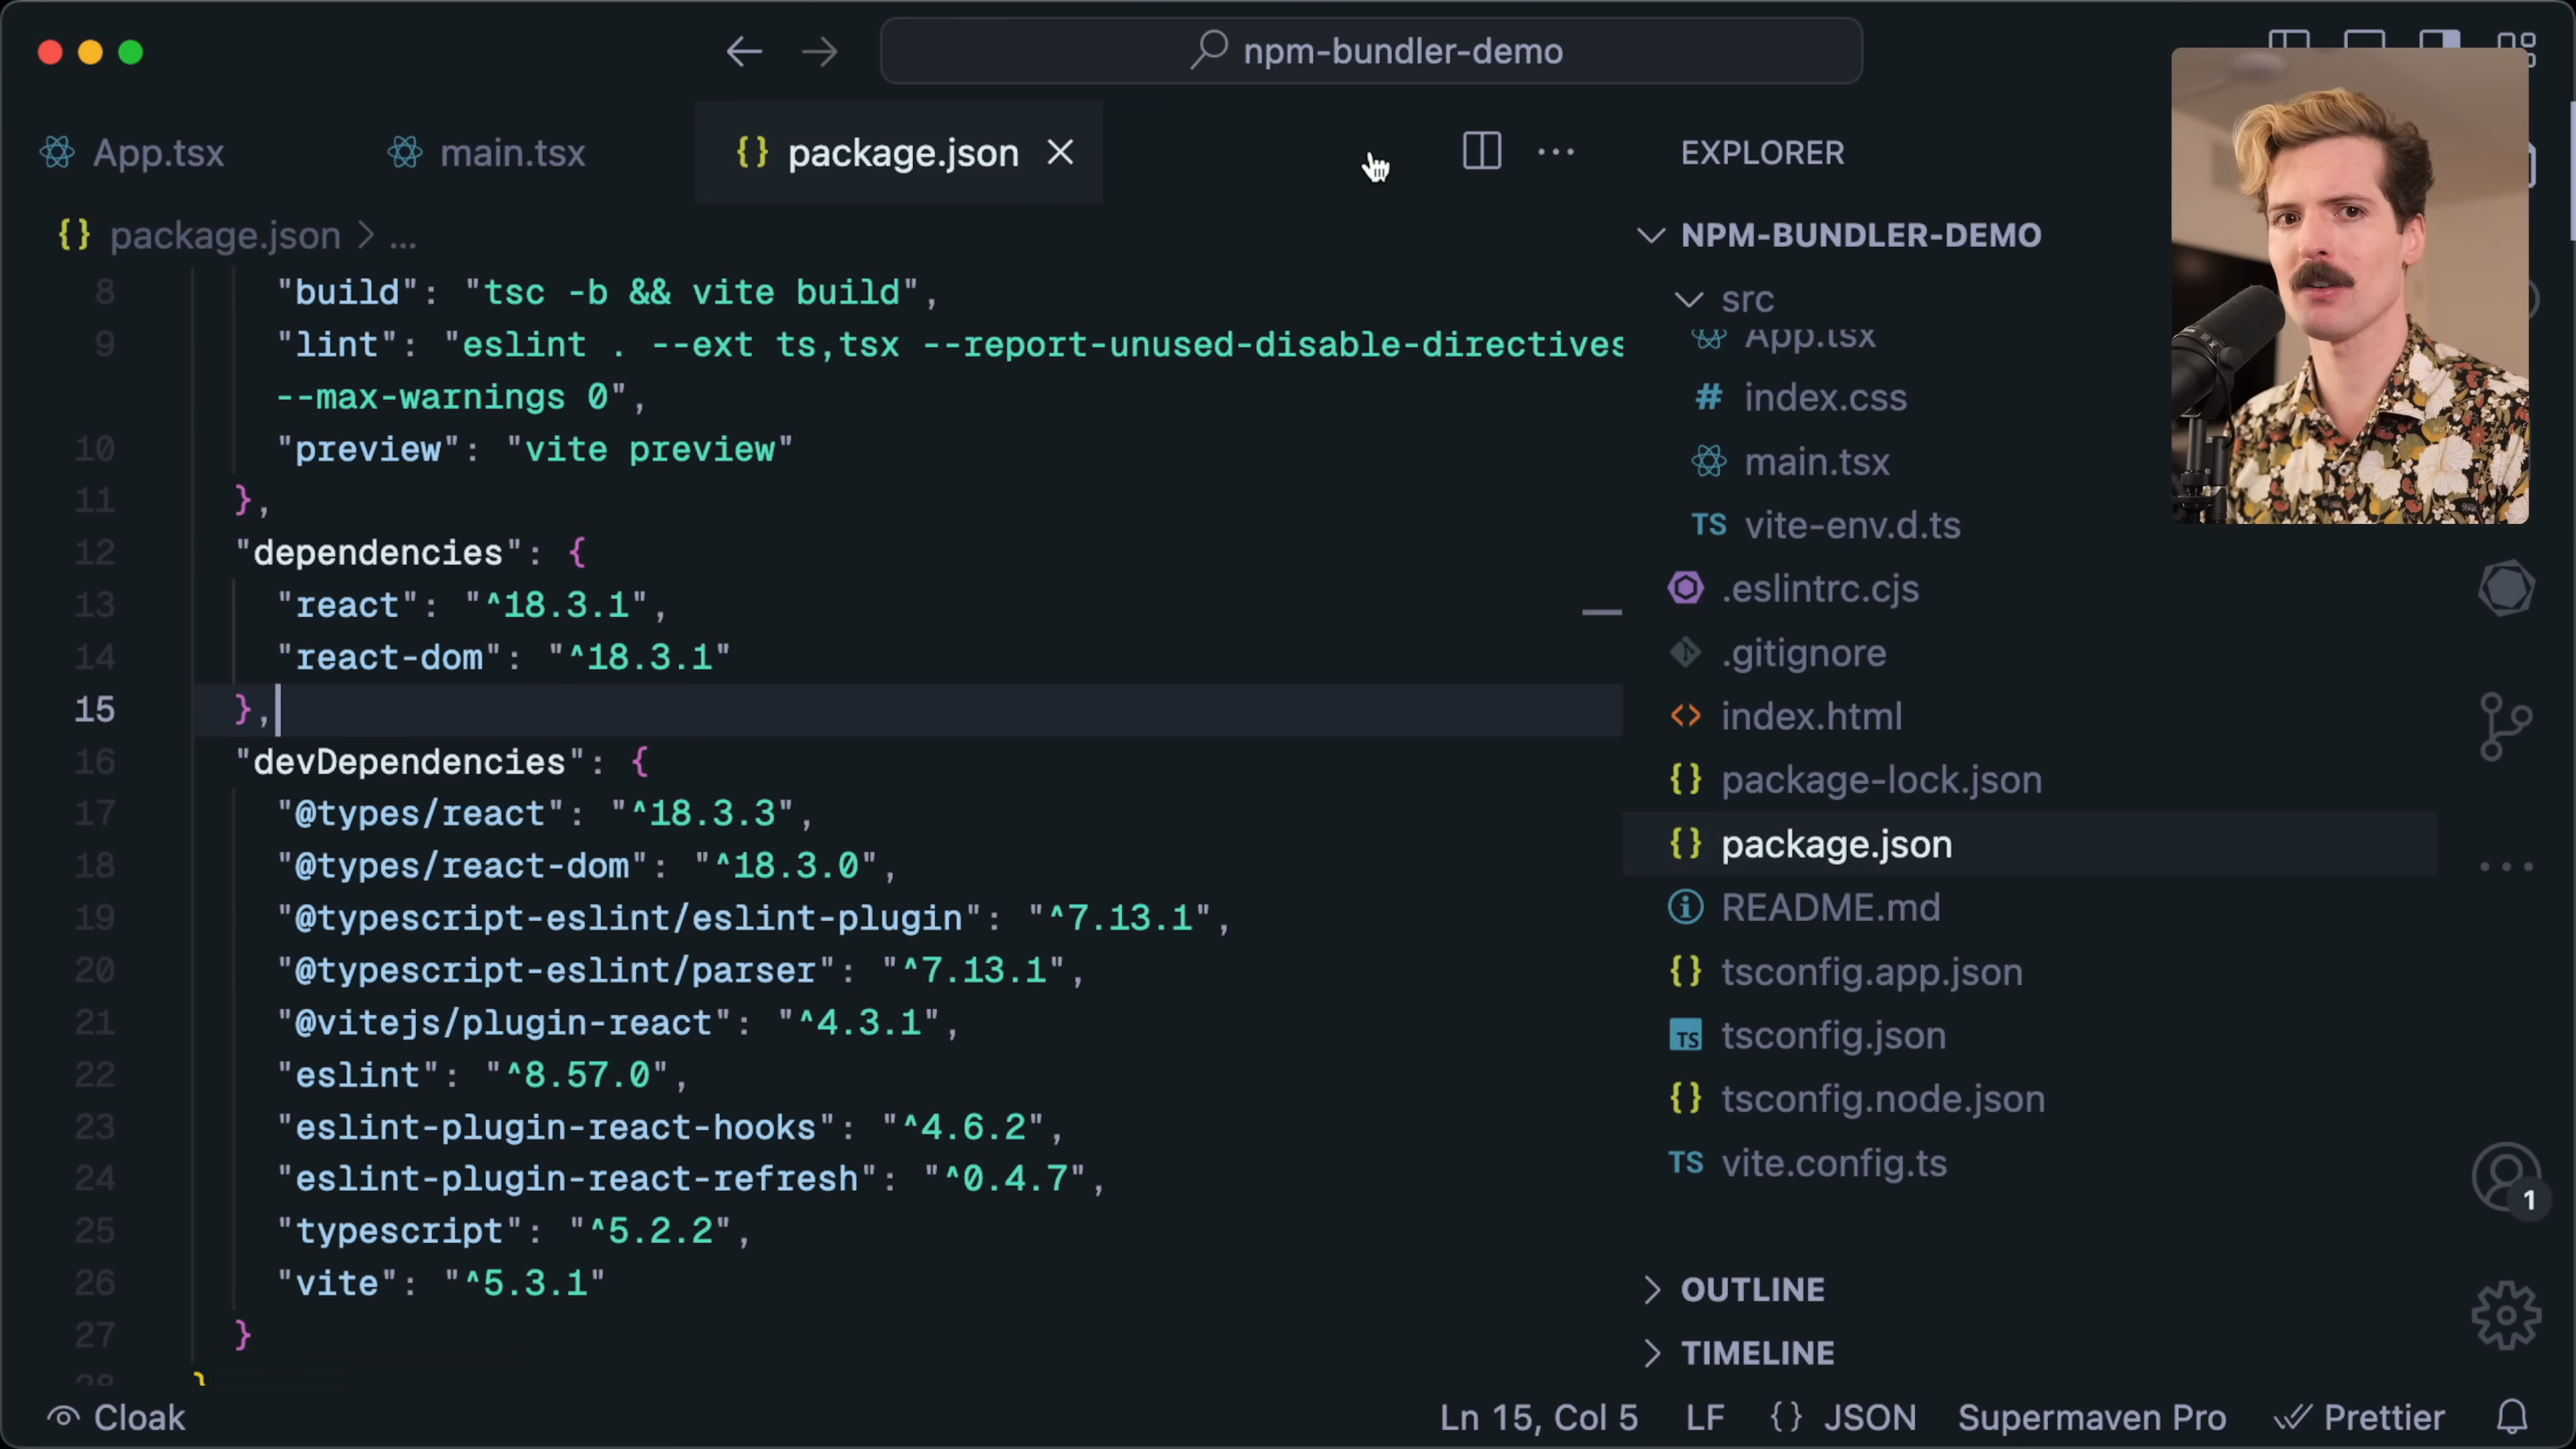 npm-bundler-demo
App.tsx
main.tsx
{} package.json
{} package.json > ...
8 "build": "tsc -b && vite build",
9 "lint": "eslint . --ext ts,tsx --report-unused-disable-directives
--max-warnings 0",
10 "preview": "vite preview"
11 },
12 "dependencies": {
13 "react": "^18.3.1",
14 "react-dom": "^18.3.1"
15 },
16 "devDependencies": {
17 "@types/react": "^18.3.3",
18 "@types/react-dom": "^18.3.0",
19 "@typescript-eslint/eslint-plugin": "^7.13.1",
20 "@typescript-eslint/parser": "^7.13.1",
21 "@vitejs/plugin-react": "^4.3.1",
22 "eslint": "^8.57.0",
23 "eslint-plugin-react-hooks": "^4.6.2",
24 "eslint-plugin-react-refresh": "^0.4.7",
25 "typescript": "^5.2.2",
26 "vite": "^5.3.1"
27 }
28 }
EXPLORER
NPM-BUNDLER-DEMO
src
App.tsx
# index.css
main.tsx
TS vite-env.d.ts
.eslintrc.cjs
.gitignore
<> index.html
{} package-lock.json
{} package.json
README.md
{} tsconfig.app.json
TS tsconfig.json
{} tsconfig.node.json
TS vite.config.ts
OUTLINE
TIMELINE
1
Cloak
Ln 15, Col 5
LF
{} JSON
Supermaven Pro
Prettier